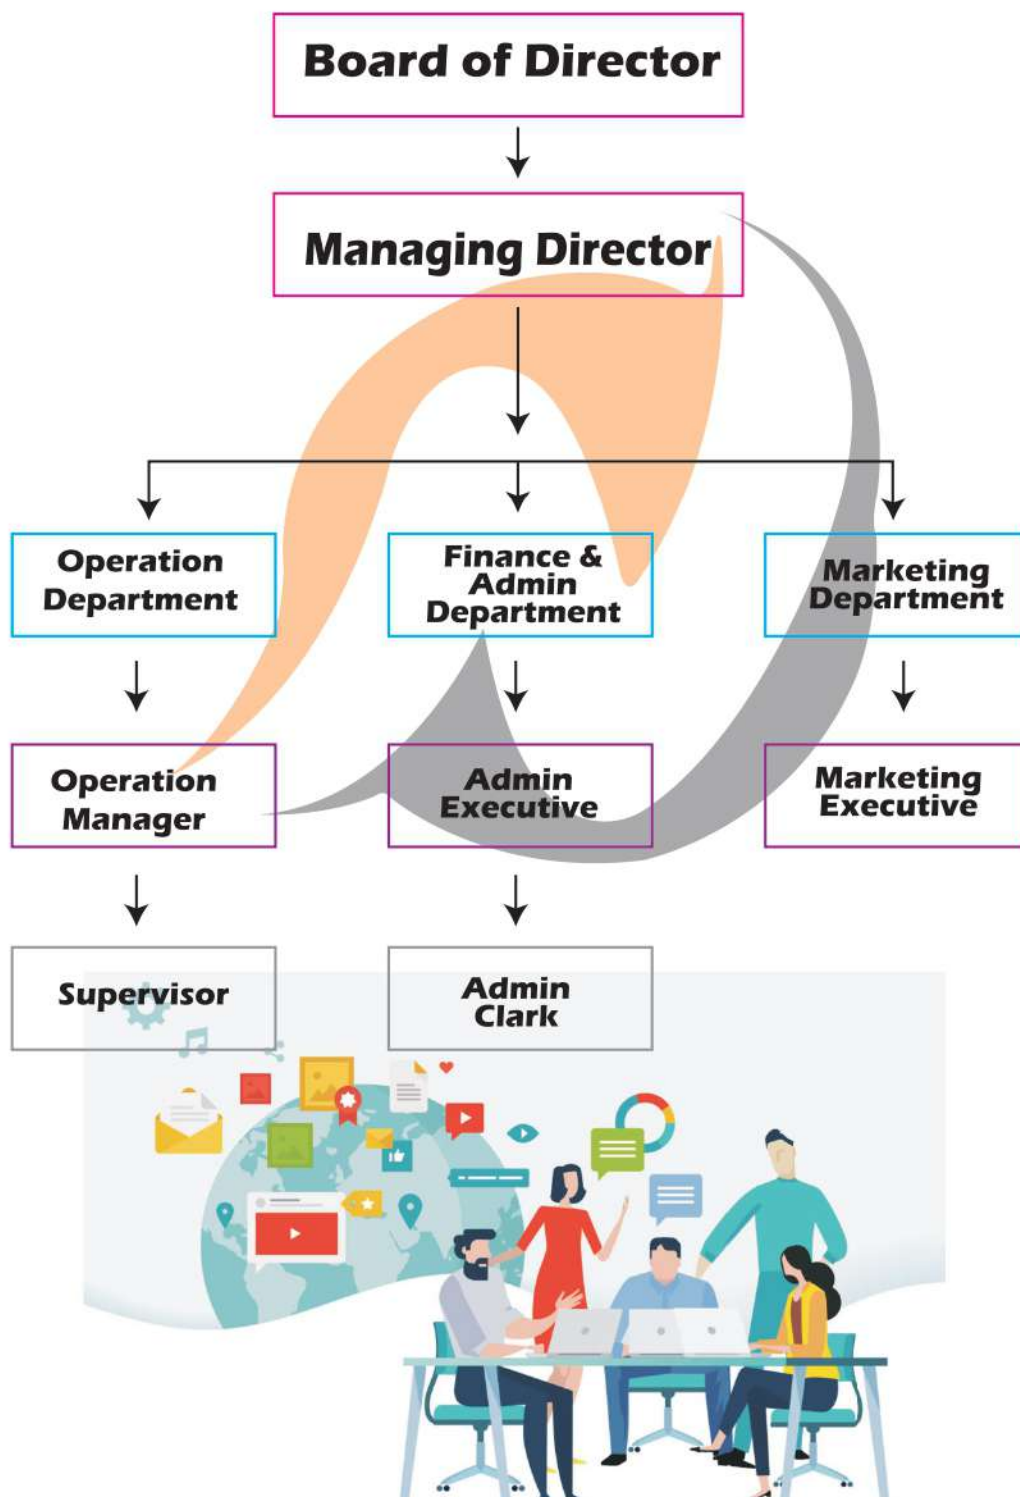 Board of Director
Managing Director
Operation
Department
Finance &
Admin
Department
Marketing
Department
Operation
Manager
Admin
Executive
Marketing
Executive
Supervisor
Admin
Clark